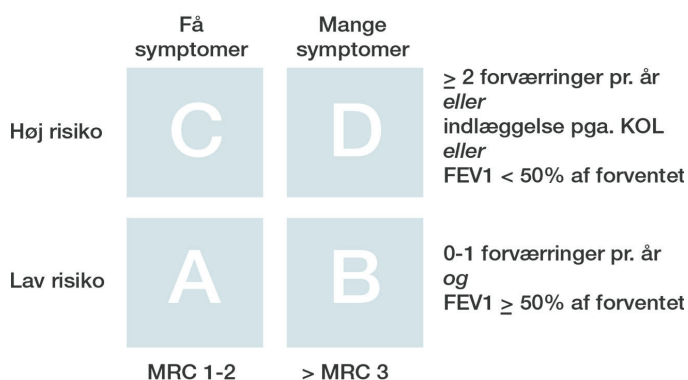 Få
symptomer
Mange
symptomer
Høj risiko
C
D
≥ 2 forværringer pr. år
eller
indlæggelse pga. KOL
eller
FEV1 < 50% af forventet
Lav risiko
A
B
0-1 forværringer pr. år
og
FEV1 ≥ 50% af forventet
MRC 1-2
> MRC 3